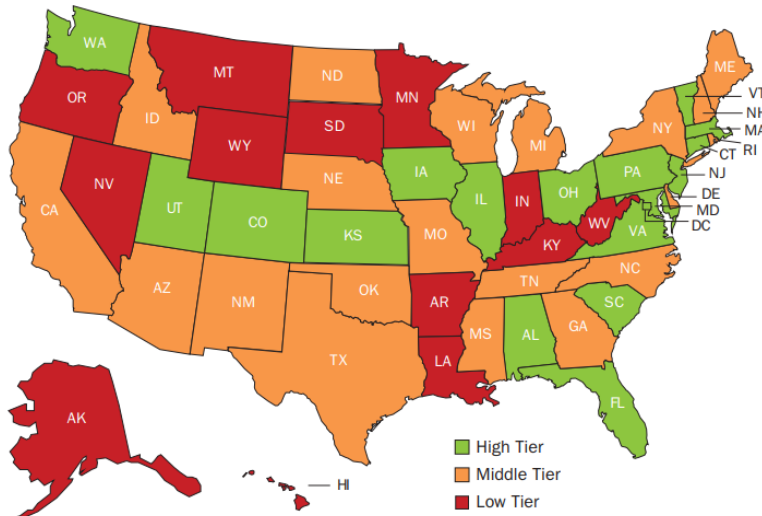 WA
MT
ND
MN
ME
VT
NH
MA
RI
CT
OR
ID
WY
SD
WI
MI
NY
NJ
PA
DE
MD
DC
NV
UT
CO
NE
IA
IL
IN
OH
WV
VA
CA
KS
MO
KY
NC
TN
AZ
NM
OK
AR
SC
MS
AL
GA
TX
LA
FL
AK
HI
High Tier
Middle Tier
Low Tier